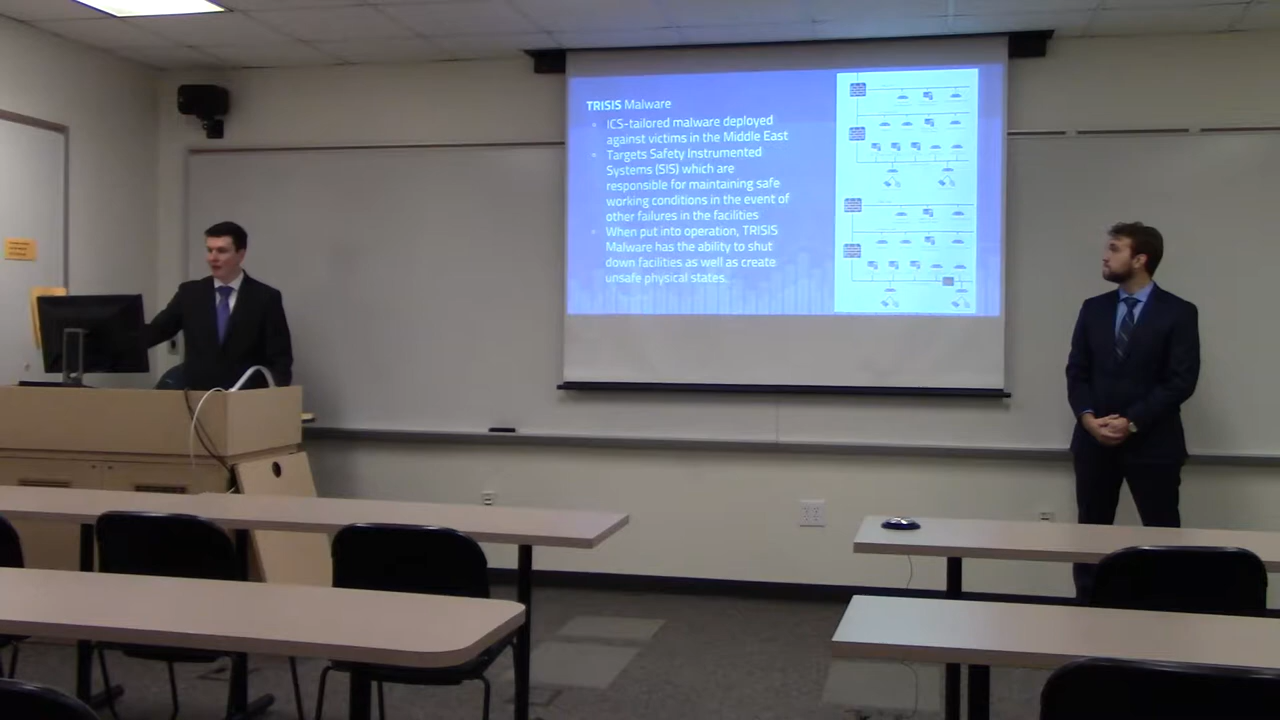 TRISIS Malware
ICS-tailored malware deployed
against victims in the Middle East
Targets Safety Instrumented
Systems (SIS) which are
responsible for maintaining safe
working conditions in the event of
other failures in the facilities
When put into operation, TRISIS
Malware has the ability to shut
down facilities as well as create
unsafe physical states.